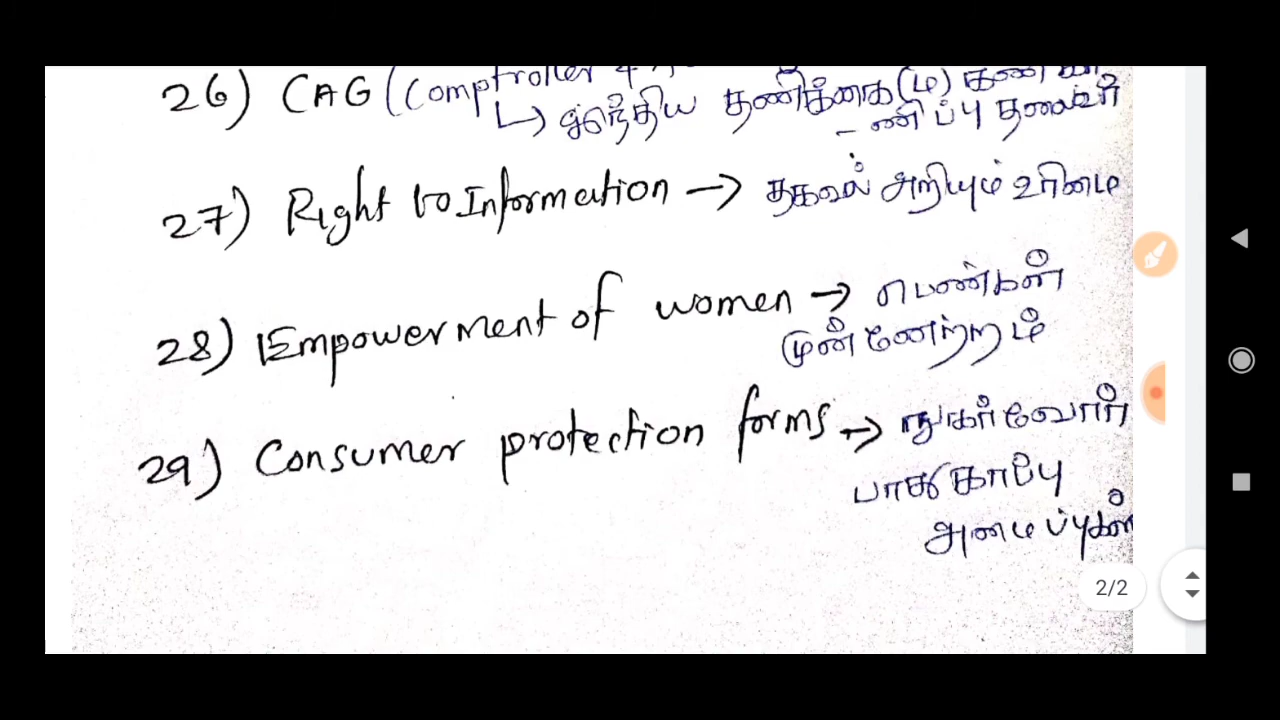 26) CAG (Comptroller
↳ இந்திய தணிக்கை (ம) கணக்
- ணிப்பு தலைவர்
27) Right to Information → தகவல் அறியும் உரிமை
28) Empowerment of women → பெண்கள்
முன்னேற்றம்
29) Consumer protection forms → நுகர்வோர்
பாதுகாப்பு
அமைப்புகள்
2/2